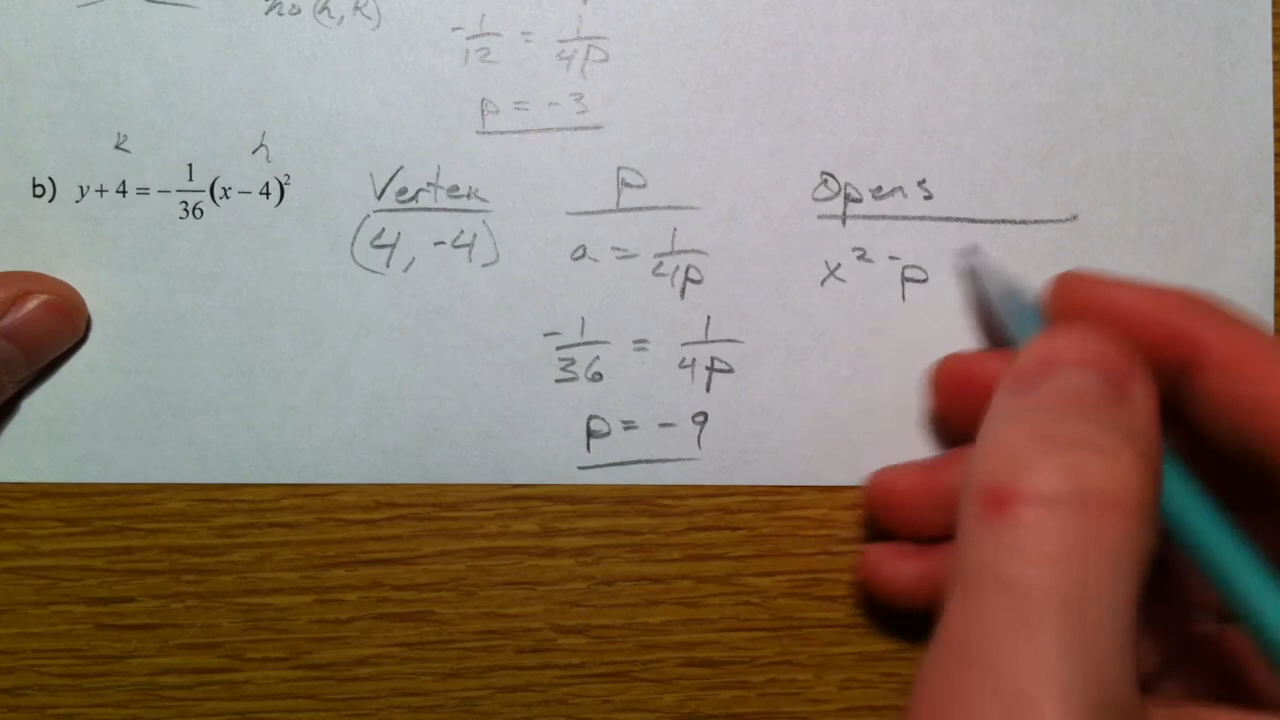 no (h, k)
-1/12 = 1/4p
p = -3
k h
b) y + 4 = -1/36 (x - 4)²
Vertex
(4, -4)
p
a = 1/4p
-1/36 = 1/4p
p = -9
Opens
x² -p